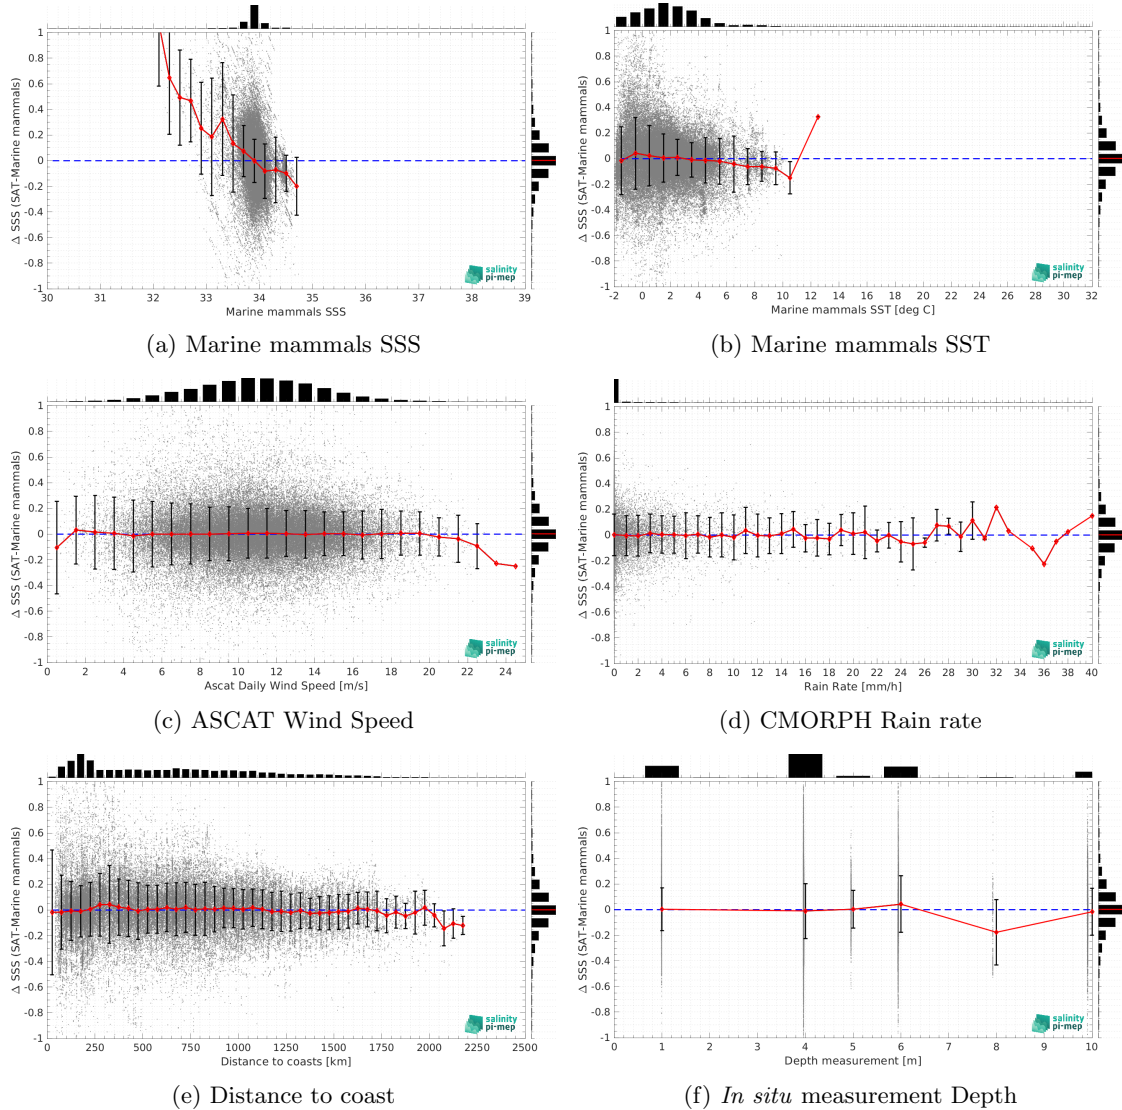 1
0.8
0.6
0.4
0.2
0
-0.2
-0.4
-0.6
-0.8
-1
Δ SSS (SAT-Marine mammals)
30 31 32 33 34 35 36 37 38 39
Marine mammals SSS
salinity
pi-mep
(a) Marine mammals SSS
1
0.8
0.6
0.4
0.2
0
-0.2
-0.4
-0.6
-0.8
-1
Δ SSS (SAT-Marine mammals)
-2 0 2 4 6 8 10 12 14 16 18 20 22 24 26 28 30 32
Marine mammals SST [deg C]
salinity
pi-mep
(b) Marine mammals SST
1
0.8
0.6
0.4
0.2
0
-0.2
-0.4
-0.6
-0.8
-1
Δ SSS (SAT-Marine mammals)
0 2 4 6 8 10 12 14 16 18 20 22 24
Ascat Daily Wind Speed [m/s]
salinity
pi-mep
(c) ASCAT Wind Speed
1
0.8
0.6
0.4
0.2
0
-0.2
-0.4
-0.6
-0.8
-1
Δ SSS (SAT-Marine mammals)
0 2 4 6 8 10 12 14 16 18 20 22 24 26 28 30 32 34 36 38 40
Rain Rate [mm/h]
salinity
pi-mep
(d) CMORPH Rain rate
1
0.8
0.6
0.4
0.2
0
-0.2
-0.4
-0.6
-0.8
-1
Δ SSS (SAT-Marine mammals)
0 250 500 750 1000 1250 1500 1750 2000 2250 2500
Distance to coasts [km]
salinity
pi-mep
(e) Distance to coast
1
0.8
0.6
0.4
0.2
0
-0.2
-0.4
-0.6
-0.8
-1
Δ SSS (SAT-Marine mammals)
0 1 2 3 4 5 6 7 8 9 10
Depth measurement [m]
salinity
pi-mep
(f) In situ measurement Depth